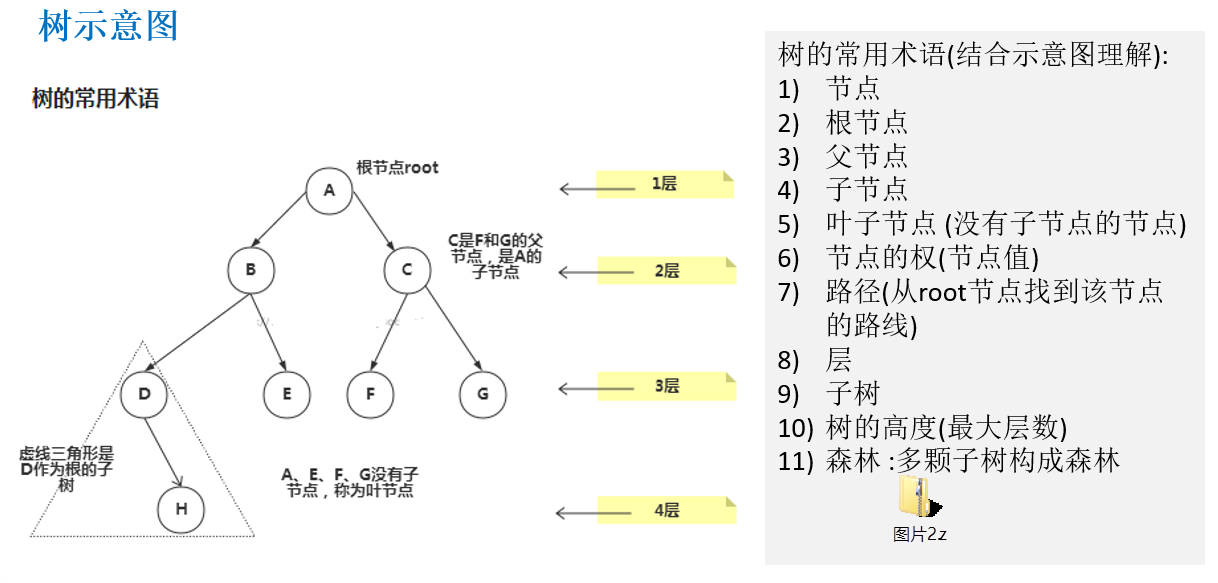 树示意图
树的常用术语
根节点root
A
1层
C是F和G的父
节点，是A的
子节点
B
C
2层
D
E
F
G
3层
虚线三角形是
D作为根的子
树
A、E、F、G没有子
节点，称为叶节点
H
4层
树的常用术语(结合示意图理解):
1) 节点
2) 根节点
3) 父节点
4) 子节点
5) 叶子节点 (没有子节点的节点)
6) 节点的权(节点值)
7) 路径(从root节点找到该节点
的路线)
8) 层
9) 子树
10) 树的高度(最大层数)
11) 森林 :多颗子树构成森林
图片2.z